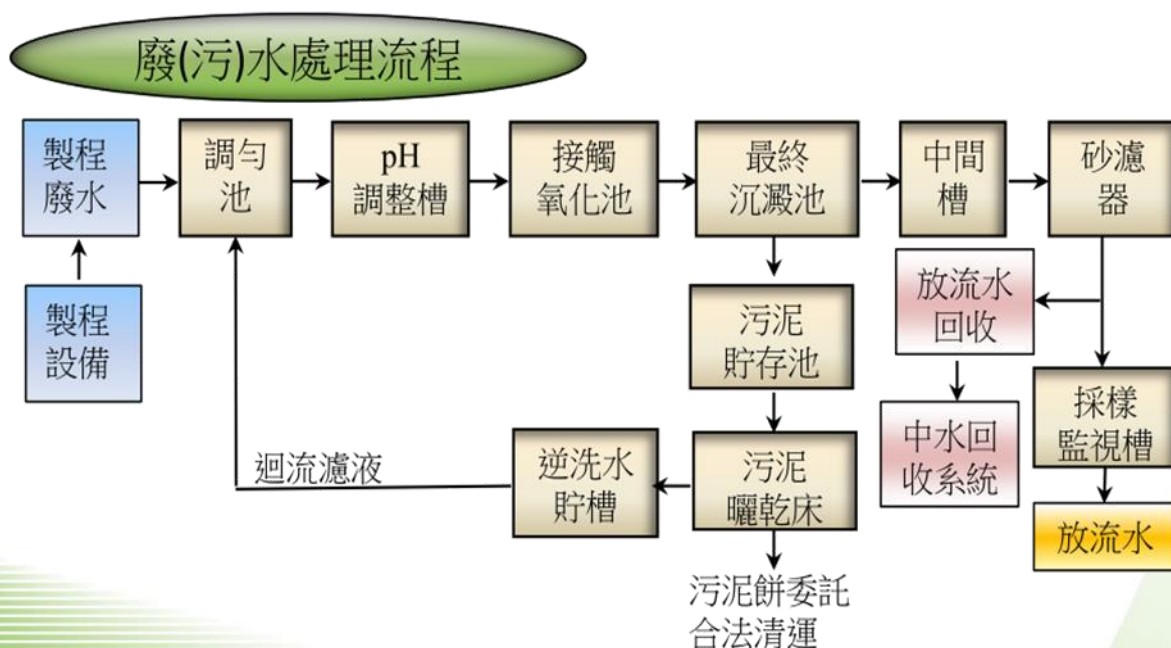 廢(污)水處理流程
製程
廢水
調勻
池
pH
調整槽
接觸
氧化池
最終
沉澱池
中間
槽
砂濾
器
製程
設備
污泥
貯存池
放流水
回收
採樣
監視槽
中水回
收系統
迴流濾液
逆洗水
貯槽
污泥
曬乾床
放流水
污泥餅委託
合法清運